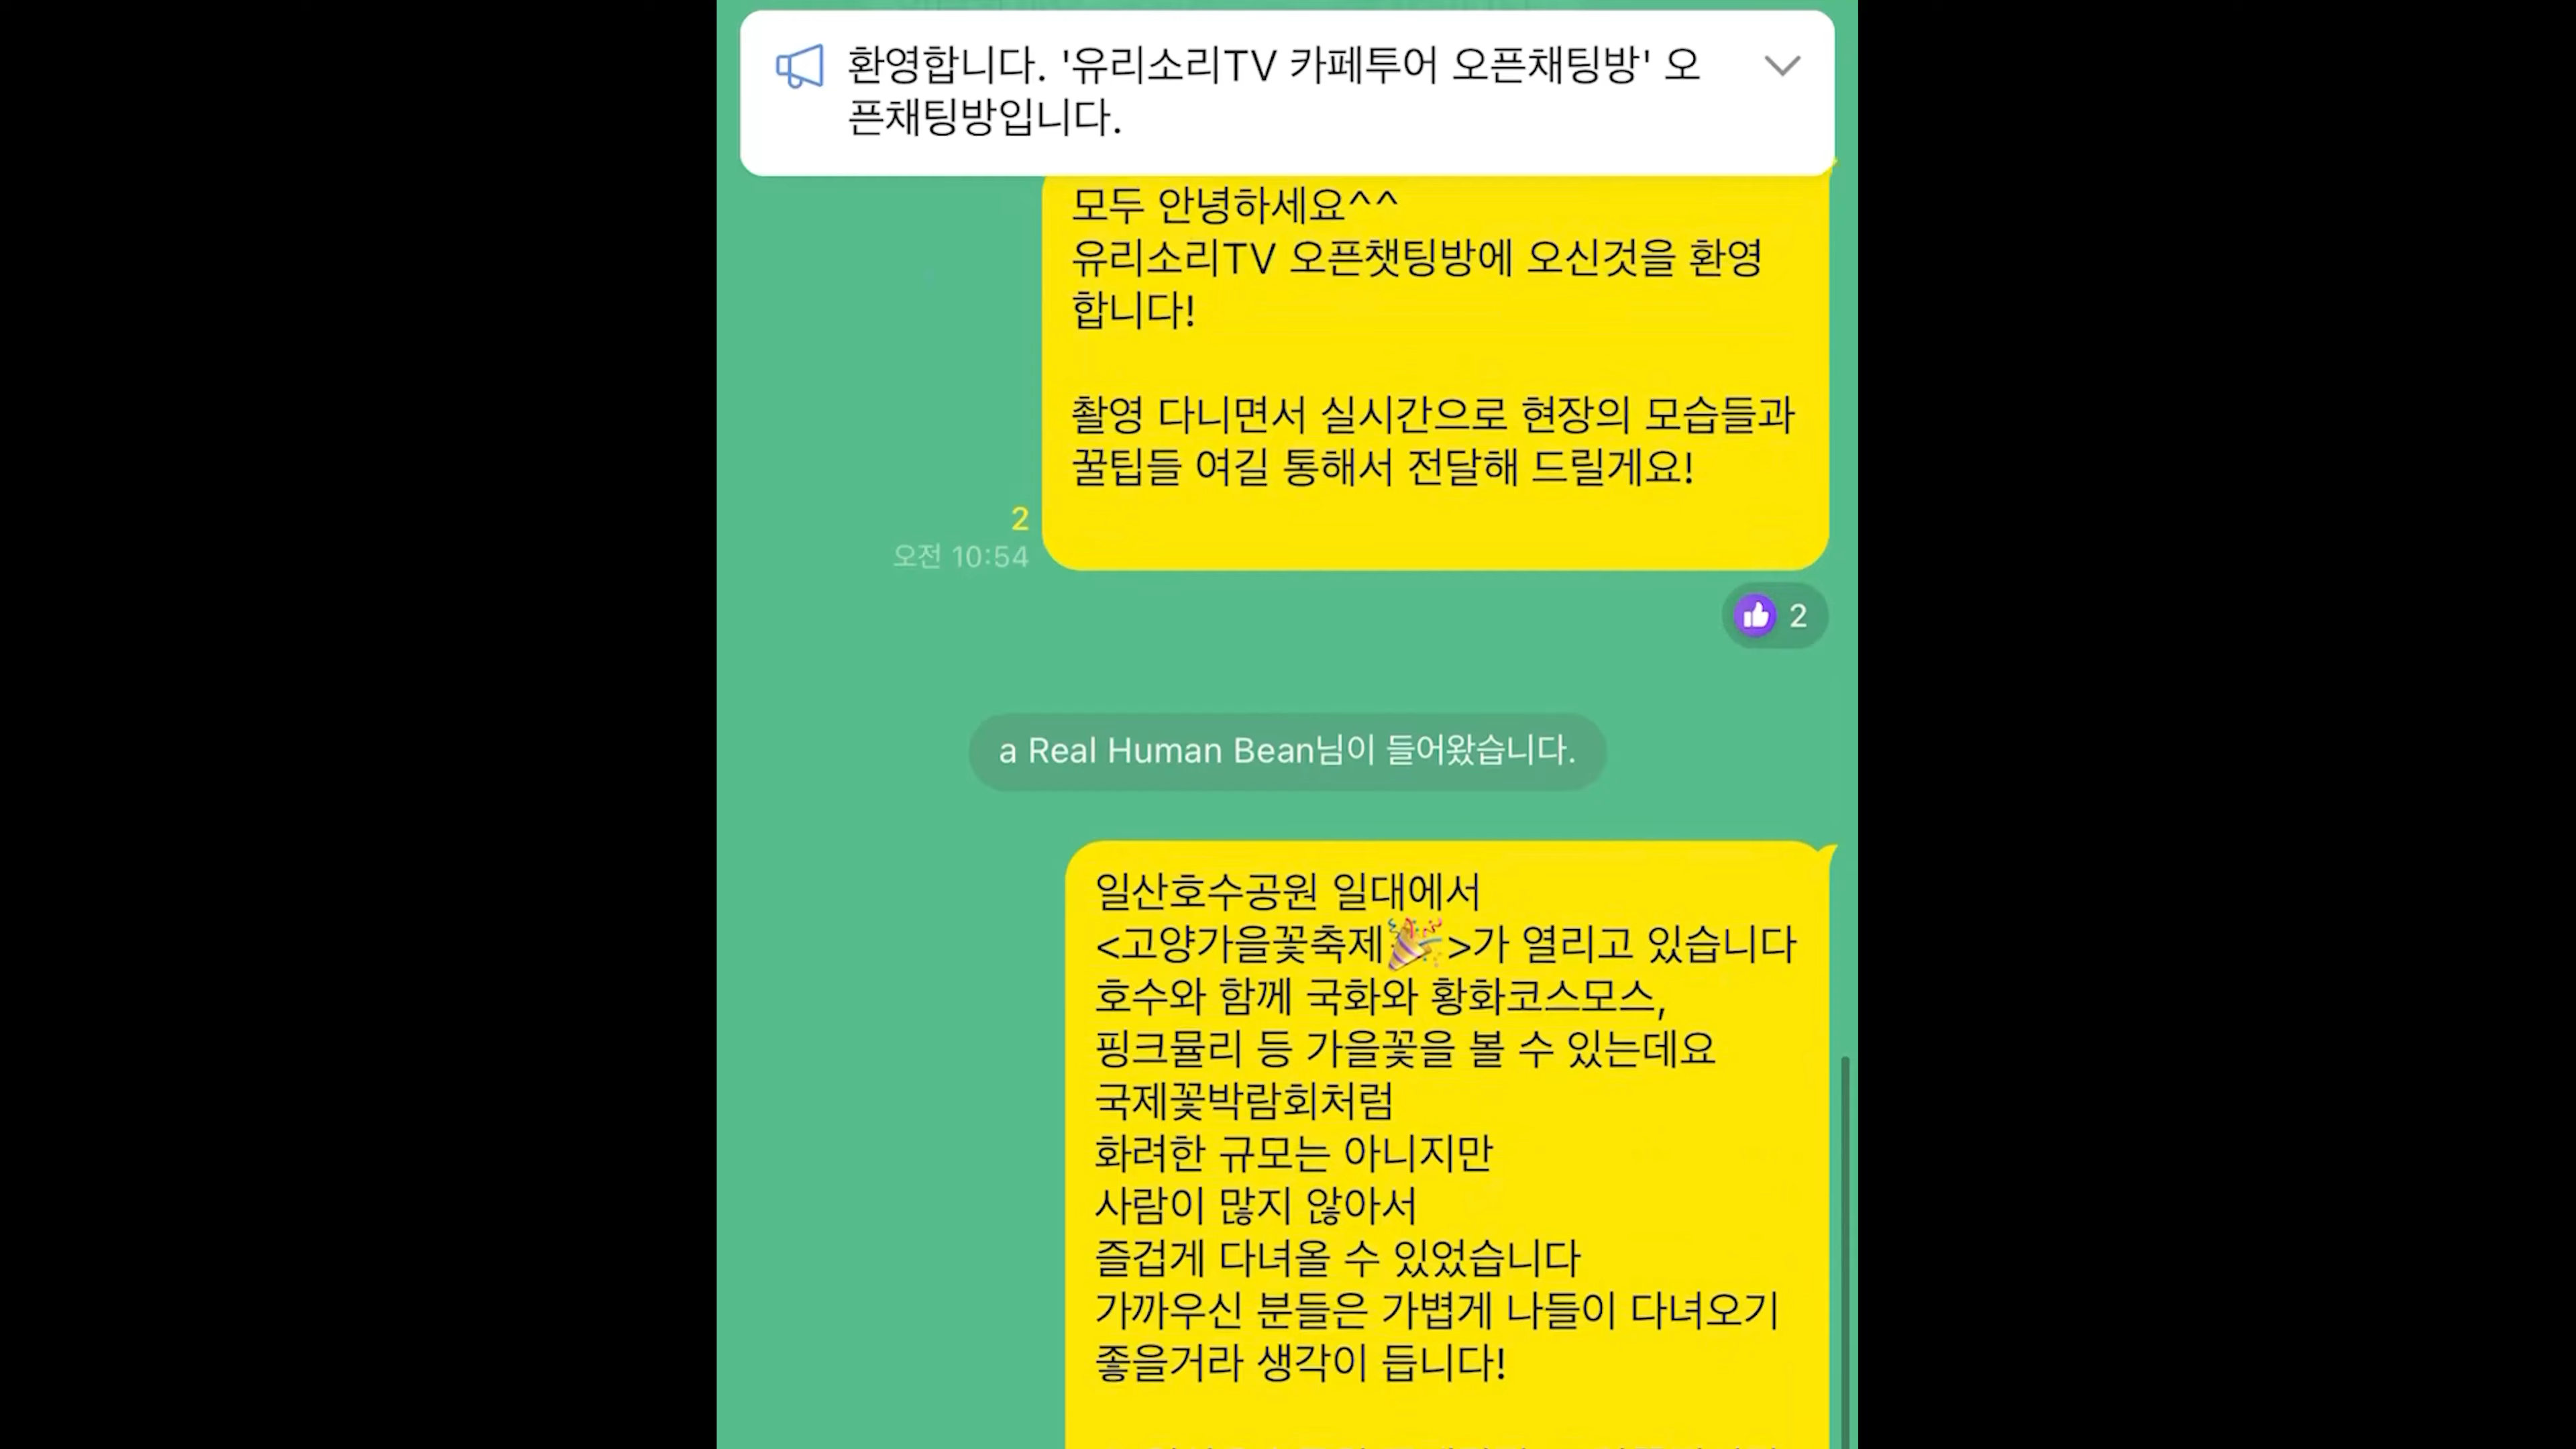 환영합니다. '유리소리TV 카페투어 오픈채팅방' 오
픈채팅방입니다.
모두 안녕하세요^^
유리소리TV 오픈챗팅방에 오신것을 환영
합니다!
촬영 다니면서 실시간으로 현장의 모습들과
꿀팁들 여길 통해서 전달해 드릴게요!
2
오전 10:54
2
a Real Human Bean님이 들어왔습니다.
일산호수공원 일대에서
<고양가을꽃축제🎉>가 열리고 있습니다
호수와 함께 국화와 황화코스모스,
핑크뮬리 등 가을꽃을 볼 수 있는데요
국제꽃박람회처럼
화려한 규모는 아니지만
사람이 많지 않아서
즐겁게 다녀올 수 있었습니다
가까우신 분들은 가볍게 나들이 다녀오기
좋을거라 생각이 듭니다!